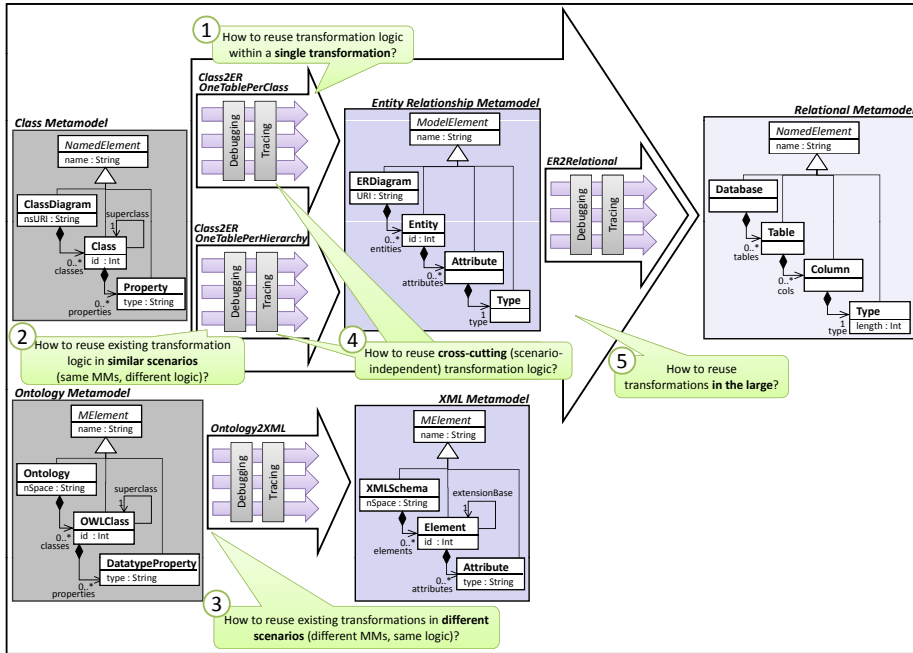 1
How to reuse transformation logic
within a single transformation?
Class2ER
OneTablePerClass
Debugging
Tracing
Class Metamodel
NamedElement
name : String
ClassDiagram
nsURI : String
superclass
1
Class
id : Int
0..*
classes
Property
type : String
0..*
properties
Class2ER
OneTablePerHierarchy
Debugging
Tracing
Entity Relationship Metamodel
ModelElement
name : String
ERDiagram
URI : String
Entity
id : Int
0..*
entities
Attribute
0..*
attributes
Type
1
type
ER2Relational
Debugging
Tracing
Relational Metamodel
NamedElement
name : String
Database
Table
0..*
tables
Column
0..*
cols
Type
length : Int
1
type
2
How to reuse existing transformation
logic in similar scenarios
(same MMs, different logic)?
4
How to reuse cross-cutting (scenario-
independent) transformation logic?
5
How to reuse
transformations in the large?
Ontology Metamodel
MElement
name : String
Ontology
nSpace : String
superclass
1
OWLClass
id : Int
0..*
classes
DatatypeProperty
type : String
0..*
properties
Ontology2XML
Debugging
Tracing
XML Metamodel
MElement
name : String
XMLSchema
nSpace : String
extensionBase
1
Element
id : Int
0..*
elements
Attribute
type : String
0..*
attributes
3
How to reuse existing transformations in different
scenarios (different MMs, same logic)?